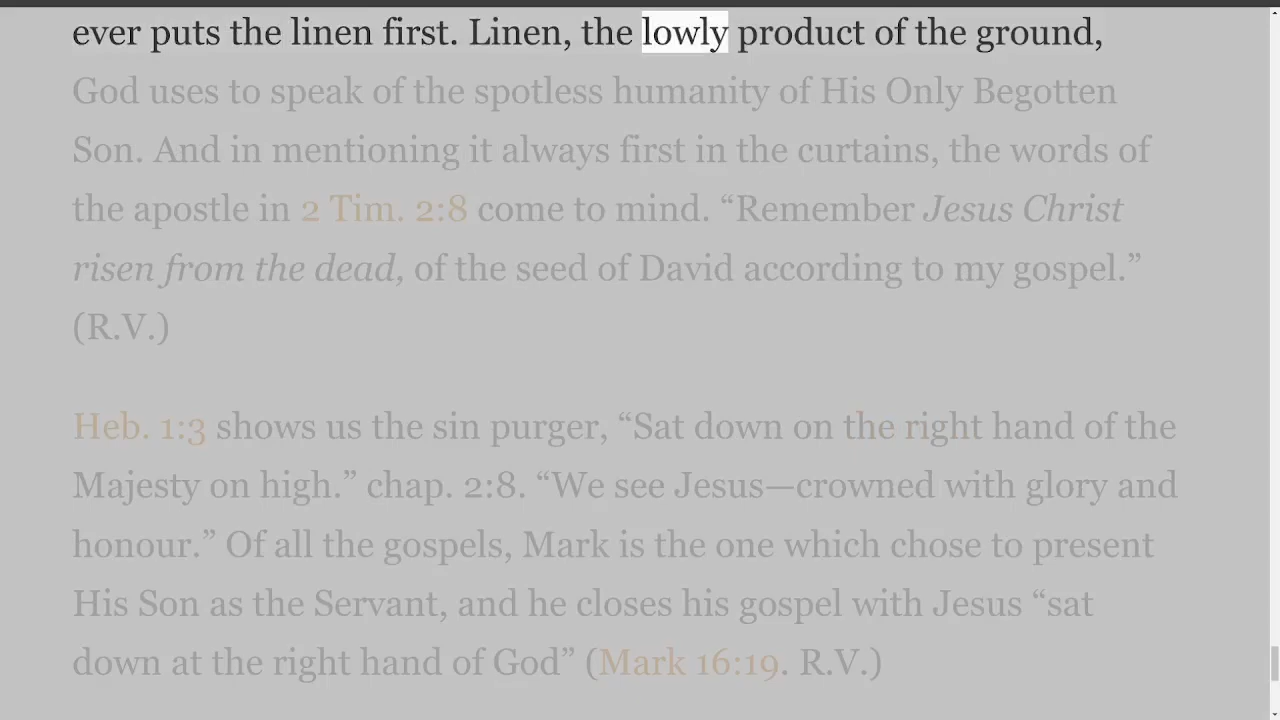 ever puts the linen first. Linen, the lowly product of the ground,
God uses to speak of the spotless humanity of His Only Begotten
Son. And in mentioning it always first in the curtains, the words of
the apostle in 2 Tim. 2:8 come to mind. “Remember Jesus Christ
risen from the dead, of the seed of David according to my gospel.”
(R.V.)
Heb. 1:3 shows us the sin purger, “Sat down on the right hand of the
Majesty on high.” chap. 2:8. “We see Jesus—crowned with glory and
honour.” Of all the gospels, Mark is the one which chose to present
His Son as the Servant, and he closes his gospel with Jesus “sat
down at the right hand of God” (Mark 16:19. R.V.)